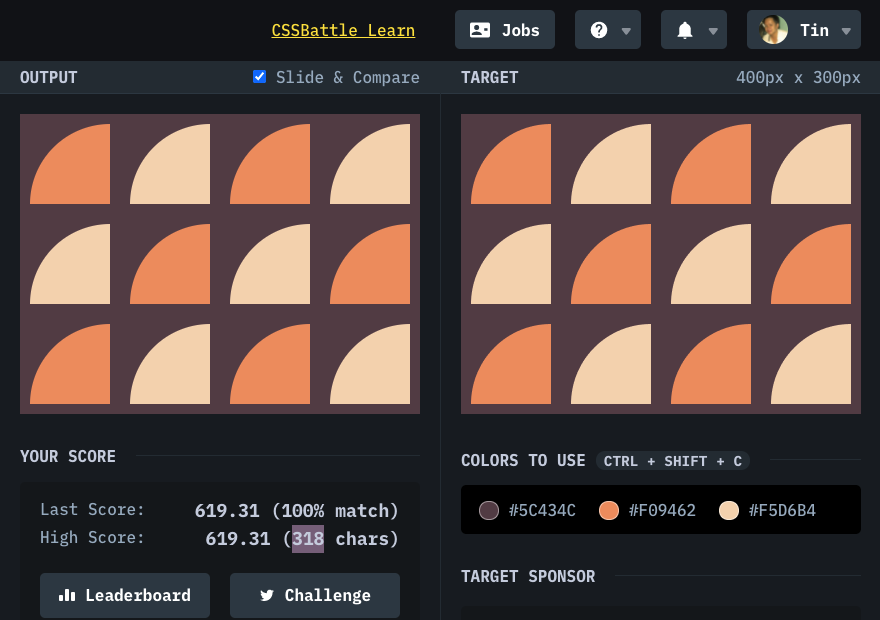 CSSBattle Learn
Jobs
Tin
OUTPUT
Slide & Compare
TARGET
400px x 300px
YOUR SCORE
Last Score: 619.31 (100% match)
High Score: 619.31 (318 chars)
Leaderboard
Challenge
COLORS TO USE
CTRL + SHIFT + C
#5C434C
#F09462
#F5D6B4
TARGET SPONSOR